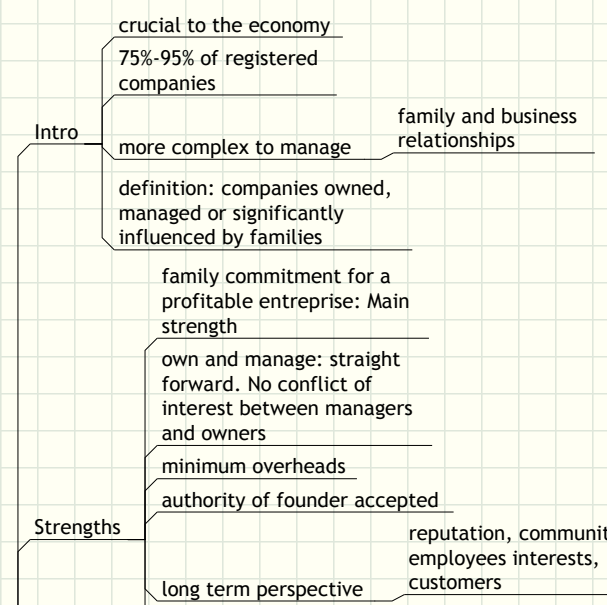 crucial to the economy
75%-95% of registered
companies
Intro
more complex to manage
family and business
relationships
definition: companies owned,
managed or significantly
influenced by families
family commitment for a
profitable entreprise: Main
strength
own and manage: straight
forward. No conflict of
interest between managers
and owners
minimum overheads
authority of founder accepted
Strengths
long term perspective
reputation,
employees interests,
customers